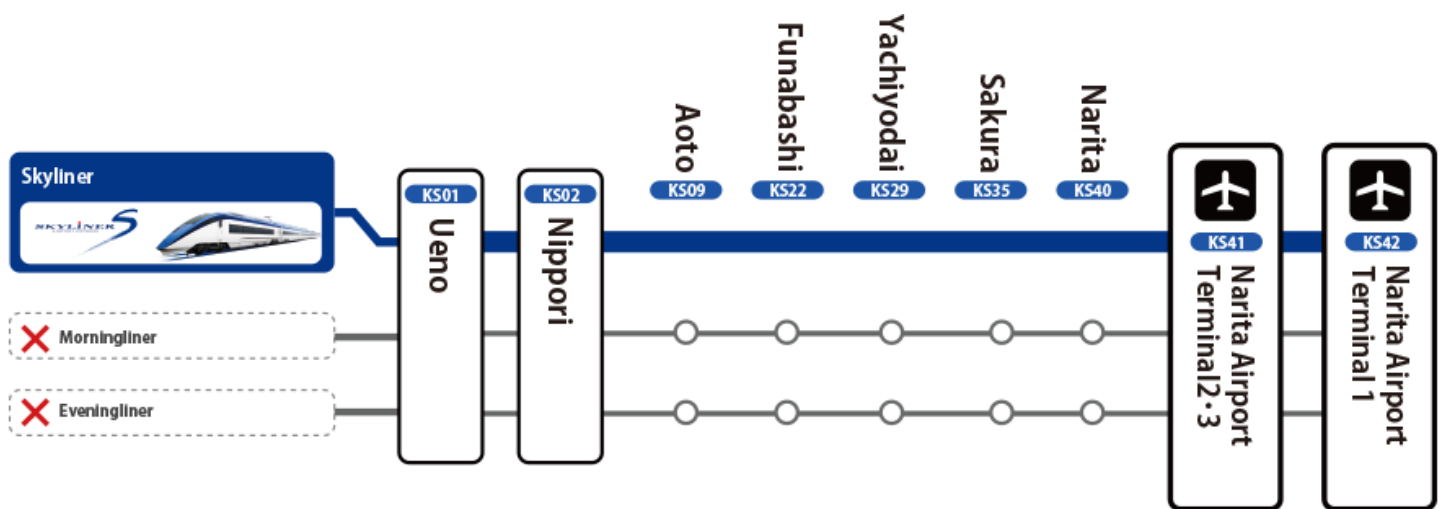 Skyliner
SKYLINER S
Morningliner
Eveningliner
KS01
Ueno
KS02
Nippori
Aoto
KS09
Funabashi
KS22
Yachiyodai
KS29
Sakura
KS35
Narita
KS40
KS41
Narita Airport
Terminal2・3
KS42
Narita Airport
Terminal 1